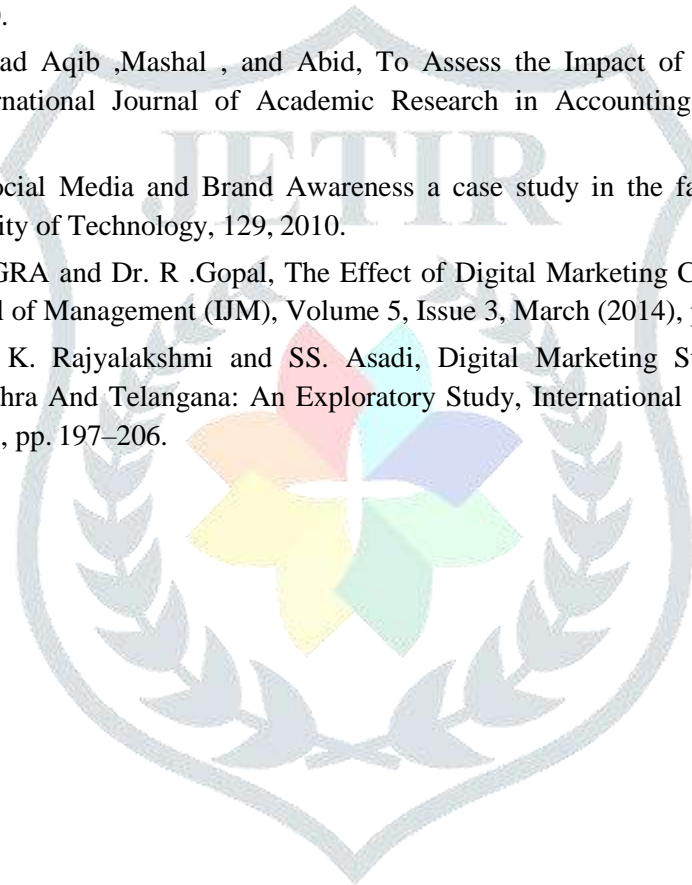 ).
ad Aqib ,Mashal , and Abid, To Assess the Impact of
rnational Journal of Academic Research in Accounting
JETIR
ocial Media and Brand Awareness a case study in the fa
ity of Technology, 129, 2010.
GRA and Dr. R .Gopal, The Effect of Digital Marketing C
l of Management (IJM), Volume 5, Issue 3, March (2014), p
K. Rajyalakshmi and SS. Asadi, Digital Marketing S
hra And Telangana: An Exploratory Study, International
, pp. 197–206.